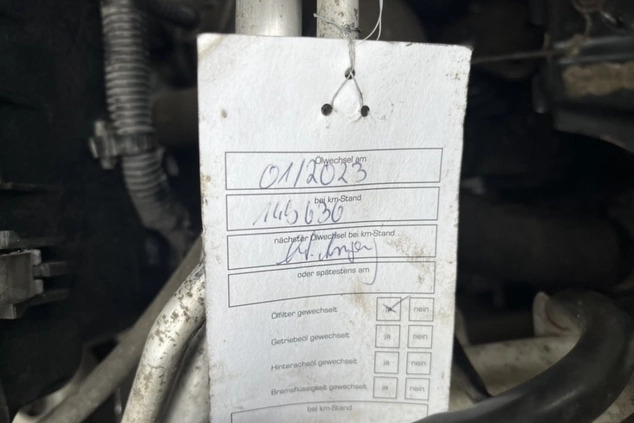 Ölwechsel am
01/2023
bei km-Stand
145636
nächster Ölwechsel bei km-Stand
oder spätestens am
Ölfilter gewechselt ja nein
Getriebeöl gewechselt ja nein
Hinterachsöl gewechselt ja nein
Bremsflüssigkeit gewechselt ja nein
bei km-Stand